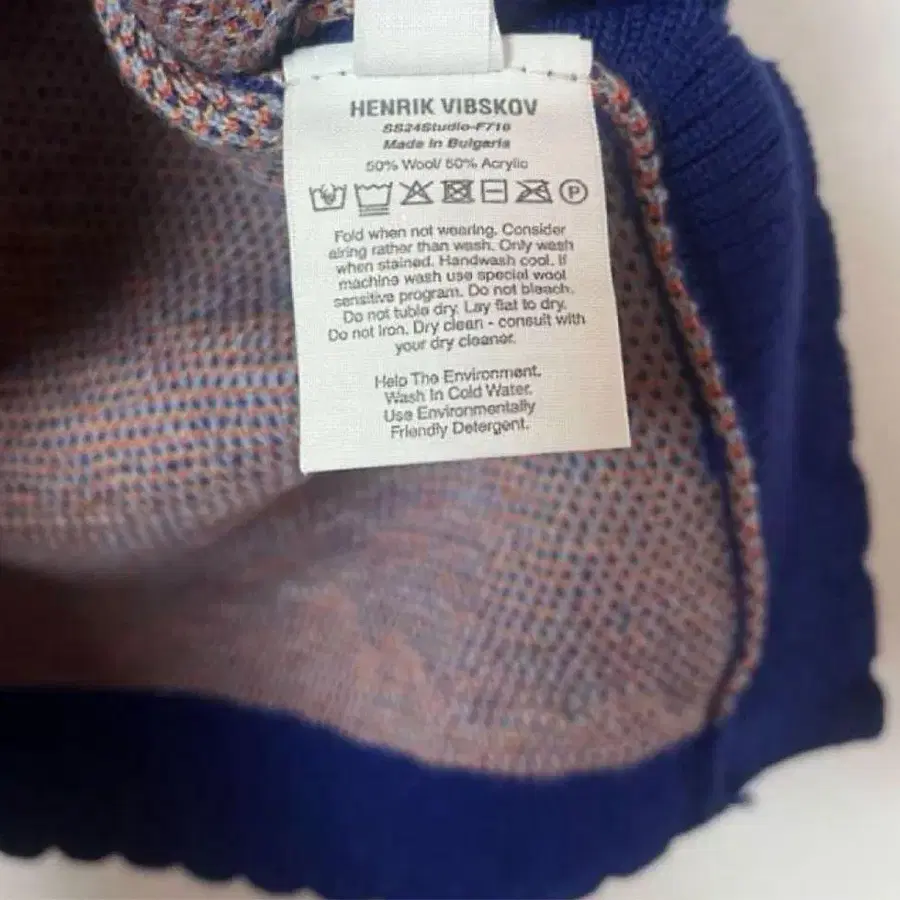 HENRIK VIBSKOV
SS24Studio-F716
Made in Bulgaria
50% Wool/ 50% Acrylic
P
Fold when not wearing. Consider
airing rather than wash. Only wash
when stained. Handwash cool. If
machine wash use special wool
sensitive program. Do not bleach.
Do not tuble dry. Lay flat to dry.
Do not Iron. Dry clean - consult with
your dry cleaner.
Help The Environment.
Wash In Cold Water.
Use Environmentally
Friendly Detergent.